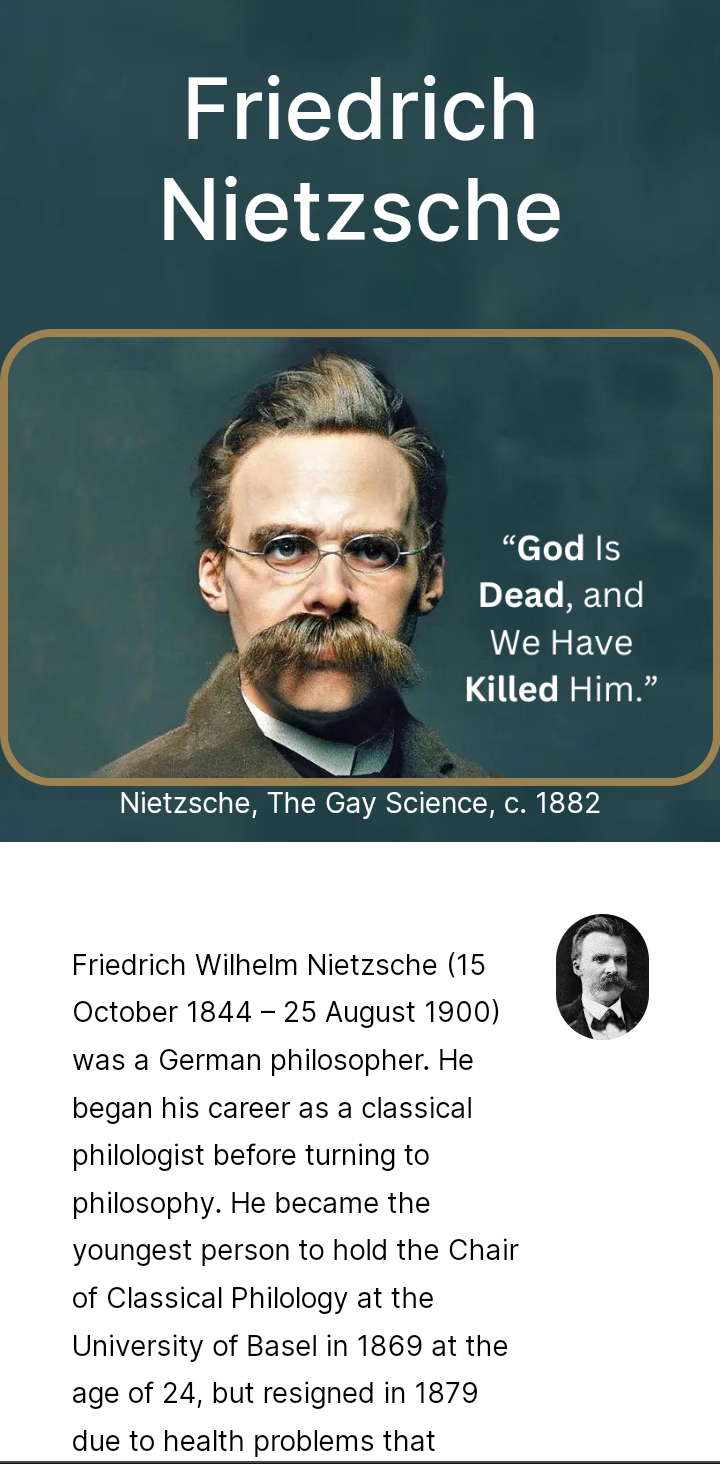 Friedrich
Nietzsche
“God Is
Dead, and
We Have
Killed Him.”
Nietzsche, The Gay Science, c. 1882
Friedrich Wilhelm Nietzsche (15
October 1844 – 25 August 1900)
was a German philosopher. He
began his career as a classical
philologist before turning to
philosophy. He became the
youngest person to hold the Chair
of Classical Philology at the
University of Basel in 1869 at the
age of 24, but resigned in 1879
due to health problems that